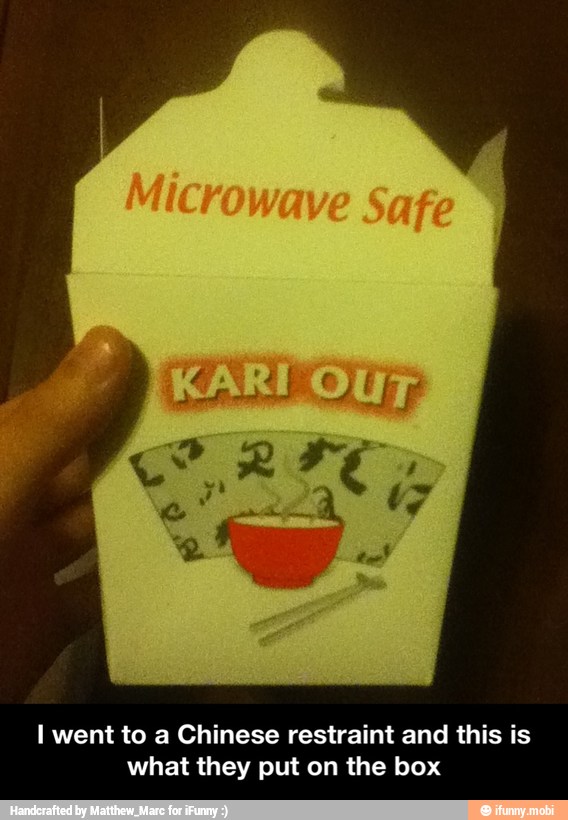 Microwave Safe
KARI OUT
I went to a Chinese restraint and this is
what they put on the box
Handcrafted by Matthew_Marc for iFunny :)
ifunny.mobi